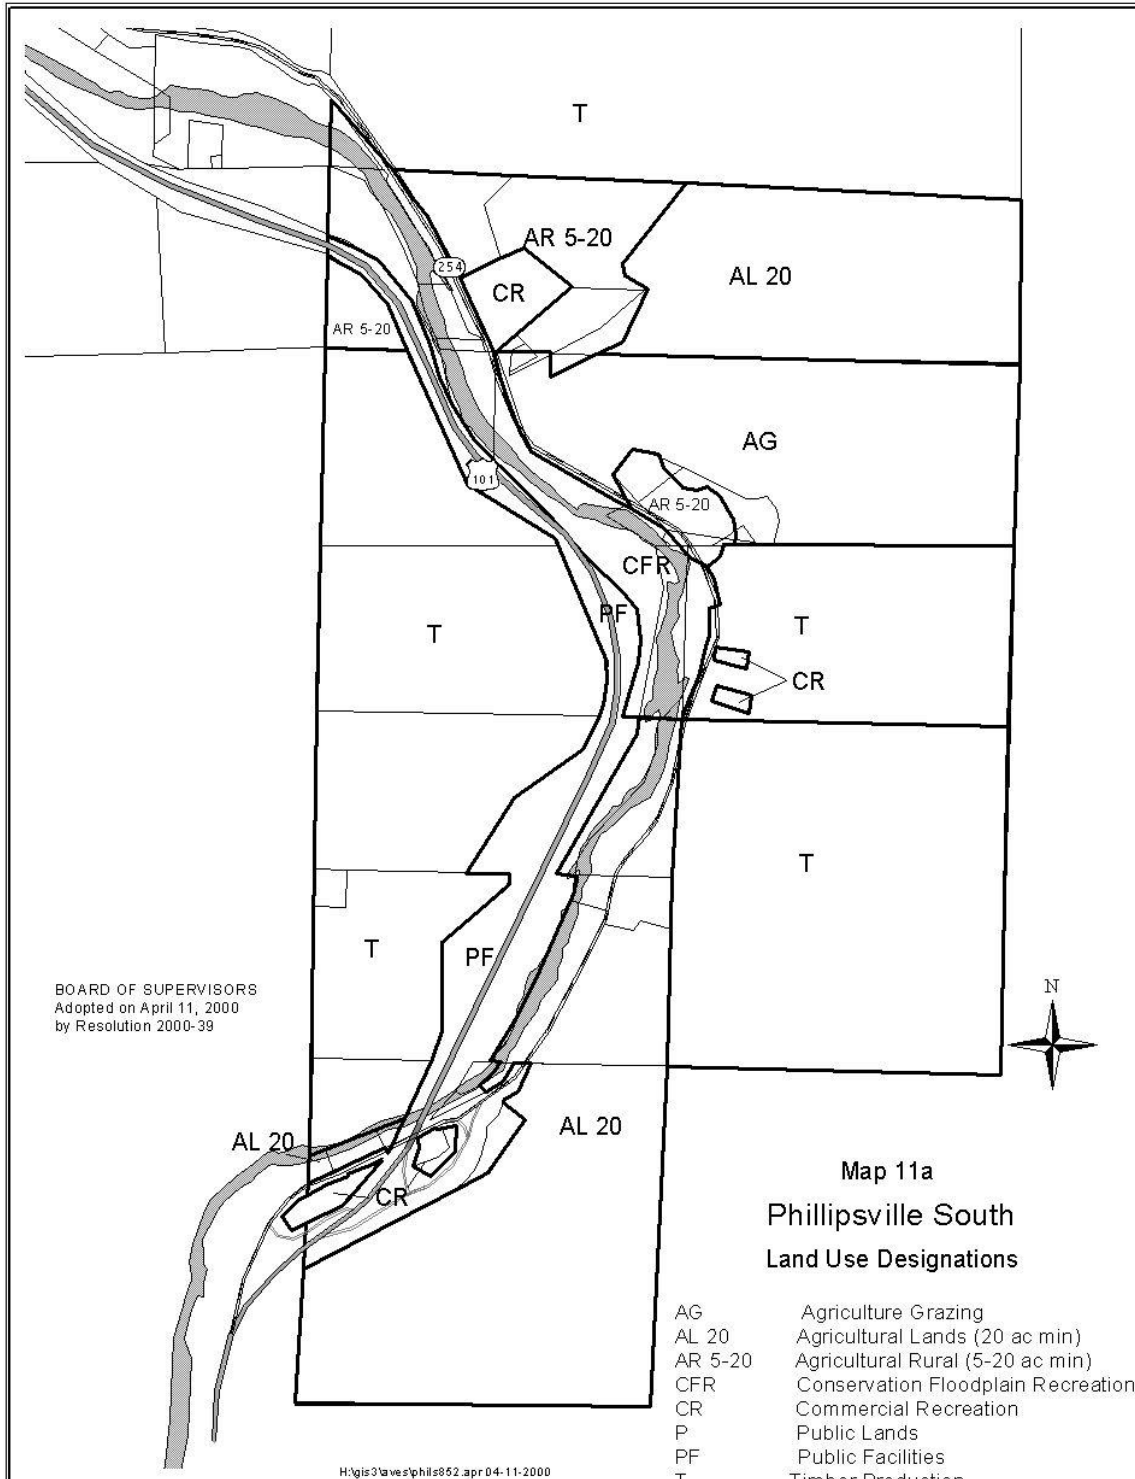 T
AR 5-20
AL 20
254
CR
AR 5-20
AG
101
AR 5-20
CFR
PF
T
T
CR
T
T
PF
BOARD OF SUPERVISORS
Adopted on April 11, 2000
by Resolution 2000-39
N
AL 20
AL 20
CR
Map 11a
Phillipsville South
Land Use Designations
AG Agriculture Grazing
AL 20 Agricultural Lands (20 ac min)
AR 5-20 Agricultural Rural (5-20 ac min)
CFR Conservation Floodplain Recreation
CR Commercial Recreation
P Public Lands
PF Public Facilities
T Timber Production
H:\gis3\aves\phils852.apr 04-11-2000